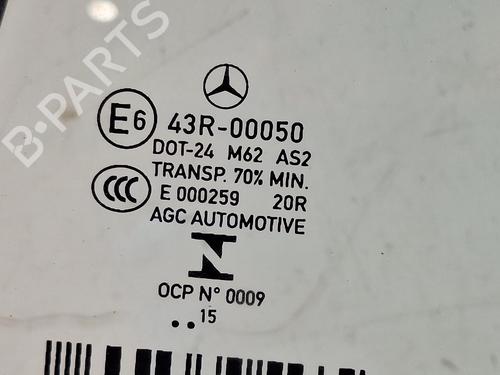 B-PARTS
E6 43R-00050
DOT-24 M62 AS2
TRANSP. 70% MIN.
CCC E 000259 20R
AGC AUTOMOTIVE
N
OCP N° 0009
.. 15